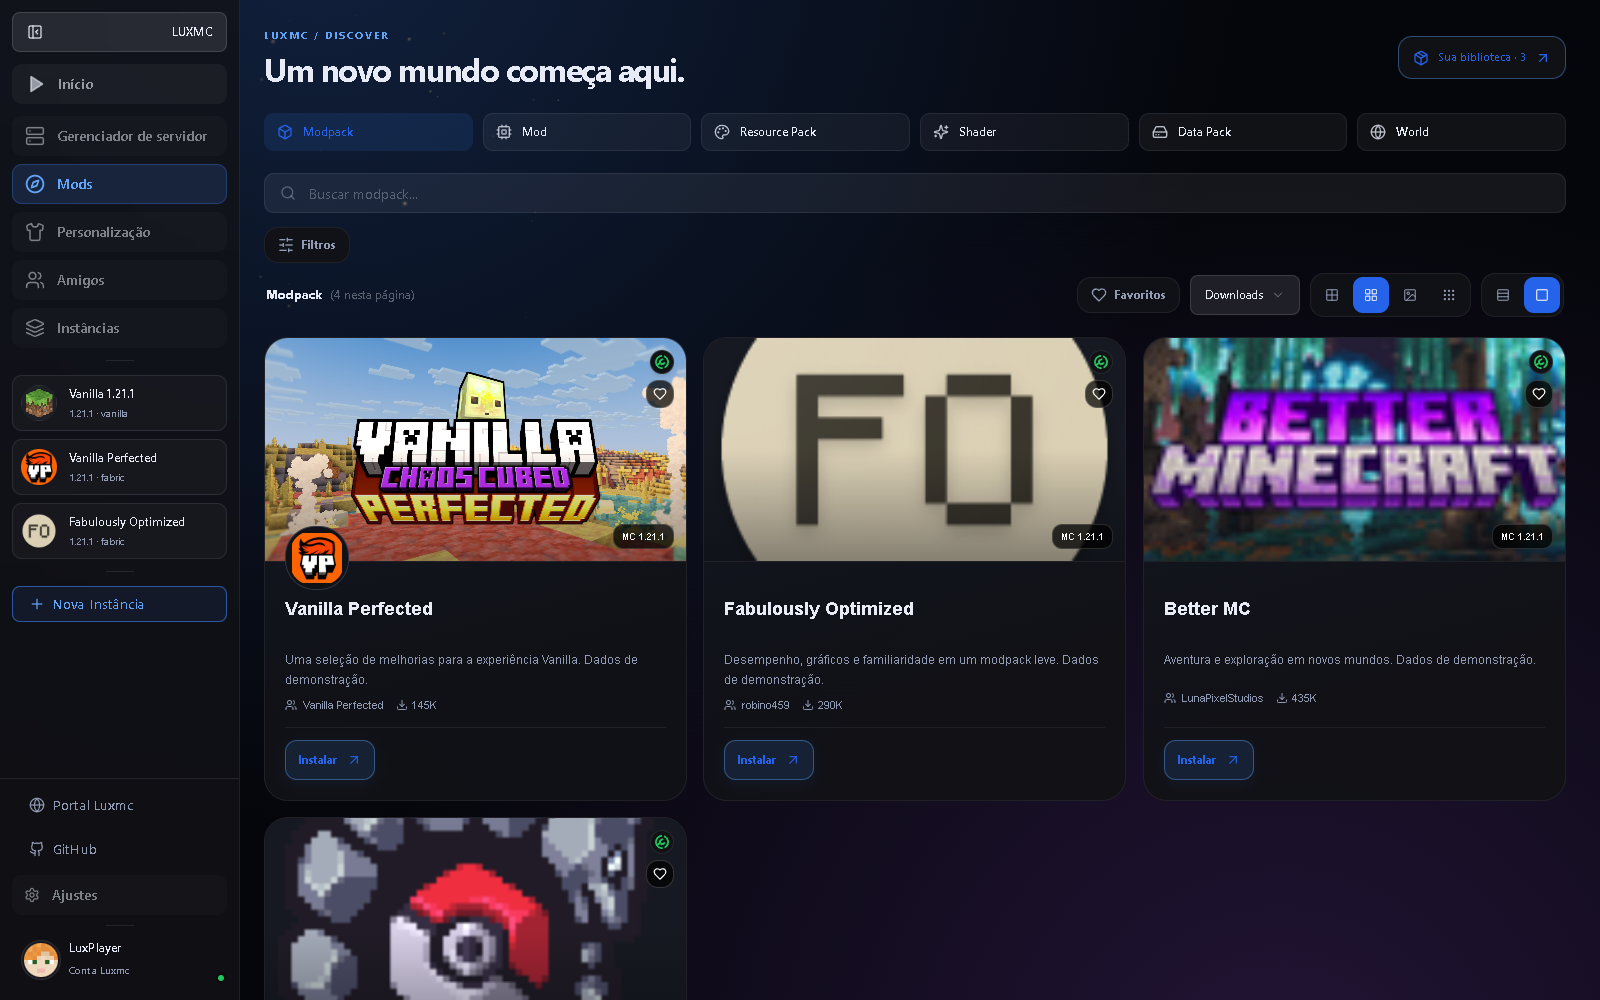 LUXMC
Início
Gerenciador de servidor
Mods
Personalização
Amigos
Instâncias
Vanilla 1.21.1
1.21.1 · vanilla
Vanilla Perfected
1.21.1 · fabric
Fabulously Optimized
1.21.1 · fabric
Nova Instância
Portal Luxmc
GitHub
Ajustes
LuxPlayer
Conta Luxmc
LUXMC / DISCOVER
Um novo mundo começa aqui.
Sua biblioteca · 3
Modpack
Mod
Resource Pack
Shader
Data Pack
World
Buscar modpack...
Filtros
Modpack (4 nesta página)
Favoritos
Downloads
VANILLA
CHAOS CUBED
PERFECTED
MC 1.21.1
VP
Vanilla Perfected
Uma seleção de melhorias para a experiência Vanilla. Dados de
demonstração.
Vanilla Perfected 145K
Instalar
FO
MC 1.21.1
Fabulously Optimized
Desempenho, gráficos e familiaridade em um modpack leve. Dados
de demonstração.
robino459 290K
Instalar
BETTER
MINECRAFT
MC 1.21.1
Better MC
Aventura e exploração em novos mundos. Dados de demonstração.
LunaPixelStudios 435K
Instalar